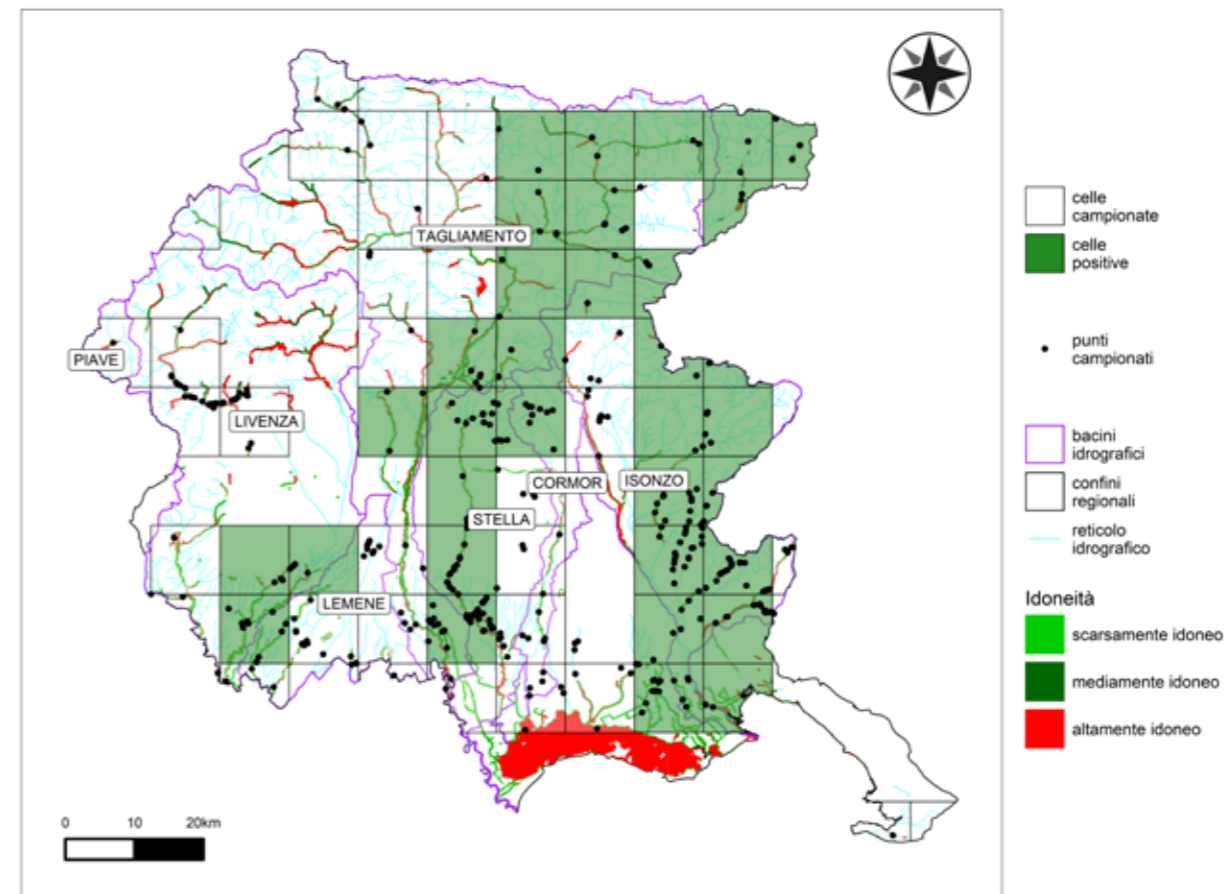 TAGLIAMENTO
PIAVE
LIVENZA
CORMOR
ISONZO
STELLA
LEMENE
0 10 20km
celle
campionate
celle
positive
punti
campionati
bacini
idrografici
confini
regionali
reticolo
idrografico
Idoneità
scarsamente idoneo
mediamente idoneo
altamente idoneo